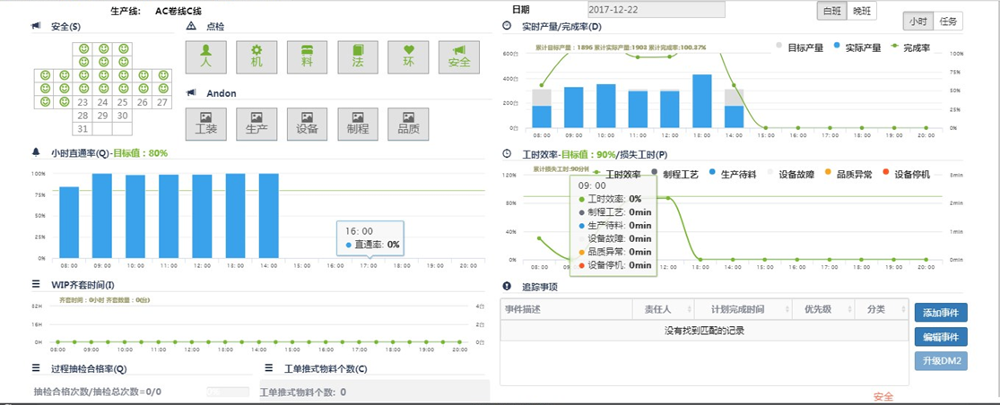 生产线: AC卷线C线
日期 2017-12-22 白班 晚班
小时 任务
安全(S)
23 24 25 26 27
28 29 30
31
点检
人 机 料 法 环 安全
Andon
工装 生产 设备 制程 品质
实时产量/完成率(D)
累计目标产量：1896 累计实际产量:1903 累计完成率:100.37%
目标产量 实际产量 完成率
600台 400台 200台 0台
100% 75% 50% 25% 0%
08: 00 09: 00 10: 00 11: 00 12: 00 13: 00 14: 00 15: 00 16: 00 17: 00 18: 00 19: 00 20: 00
小时直通率(Q)-目标值：80%
100% 75% 50% 25% 0%
16: 00
直通率: 0%
08: 00 09: 00 10: 00 11: 00 12: 00 13: 00 14: 00 15: 00 16: 00 17: 00 18: 00 19: 00 20: 00
工时效率-目标值：90%/损失工时(P)
累计损失工时:90分钟
工时效率 制程工艺 生产待料 设备故障 品质异常 设备停机
120% 80% 40% 0%
3min 2min 1min 0min
09: 00
工时效率: 0%
制程工艺: 0min
生产待料: 0min
设备故障: 0min
品质异常: 0min
设备停机: 0min
08: 00 12: 00 13: 00 14: 00 15: 00 16: 00 17: 00 18: 00 19: 00 20: 00
WIP齐套时间(I)
齐套时间：0小时 齐套数量：0(台)
4台 2台 0台
08:00 09:00 10:00 11:00 12:00 13:00 14:00 15:00 16:00 17:00 18:00 19:00 20:00
追踪事项
事件描述 责任人 计划完成时间 优先级 分类
没有找到匹配的记录
添加事件
编辑事件
升级DM2
过程抽检合格率(Q)
抽检合格次数/抽检总次数=0/0
工单推式物料个数(C)
工单推式物料个数: 0
安全